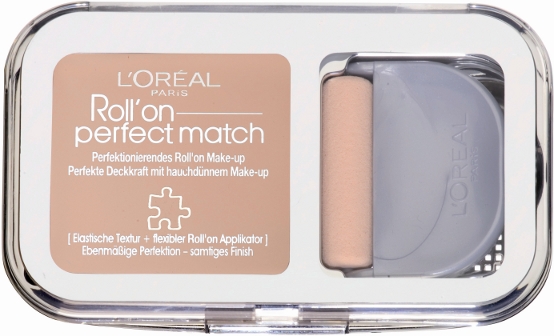 L'ORÉAL
PARIS
Roll'on
perfect match
Perfektionierendes Roll'on Make-up
Perfekte Deckkraft mit hauchdünnem Make-up
[ Elastische Textur + flexibler Roll'on Applikator ]
Ebenmäßige Perfektion – samtiges Finish
L'ORÉAL